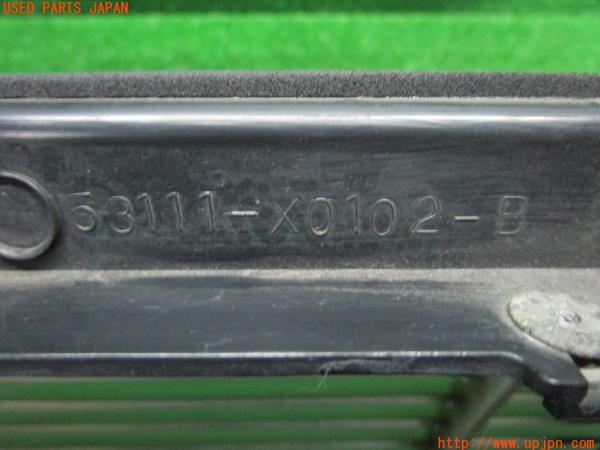 USED PARTS JAPAN
53111-X0102-B
http://www.upjpn.com/